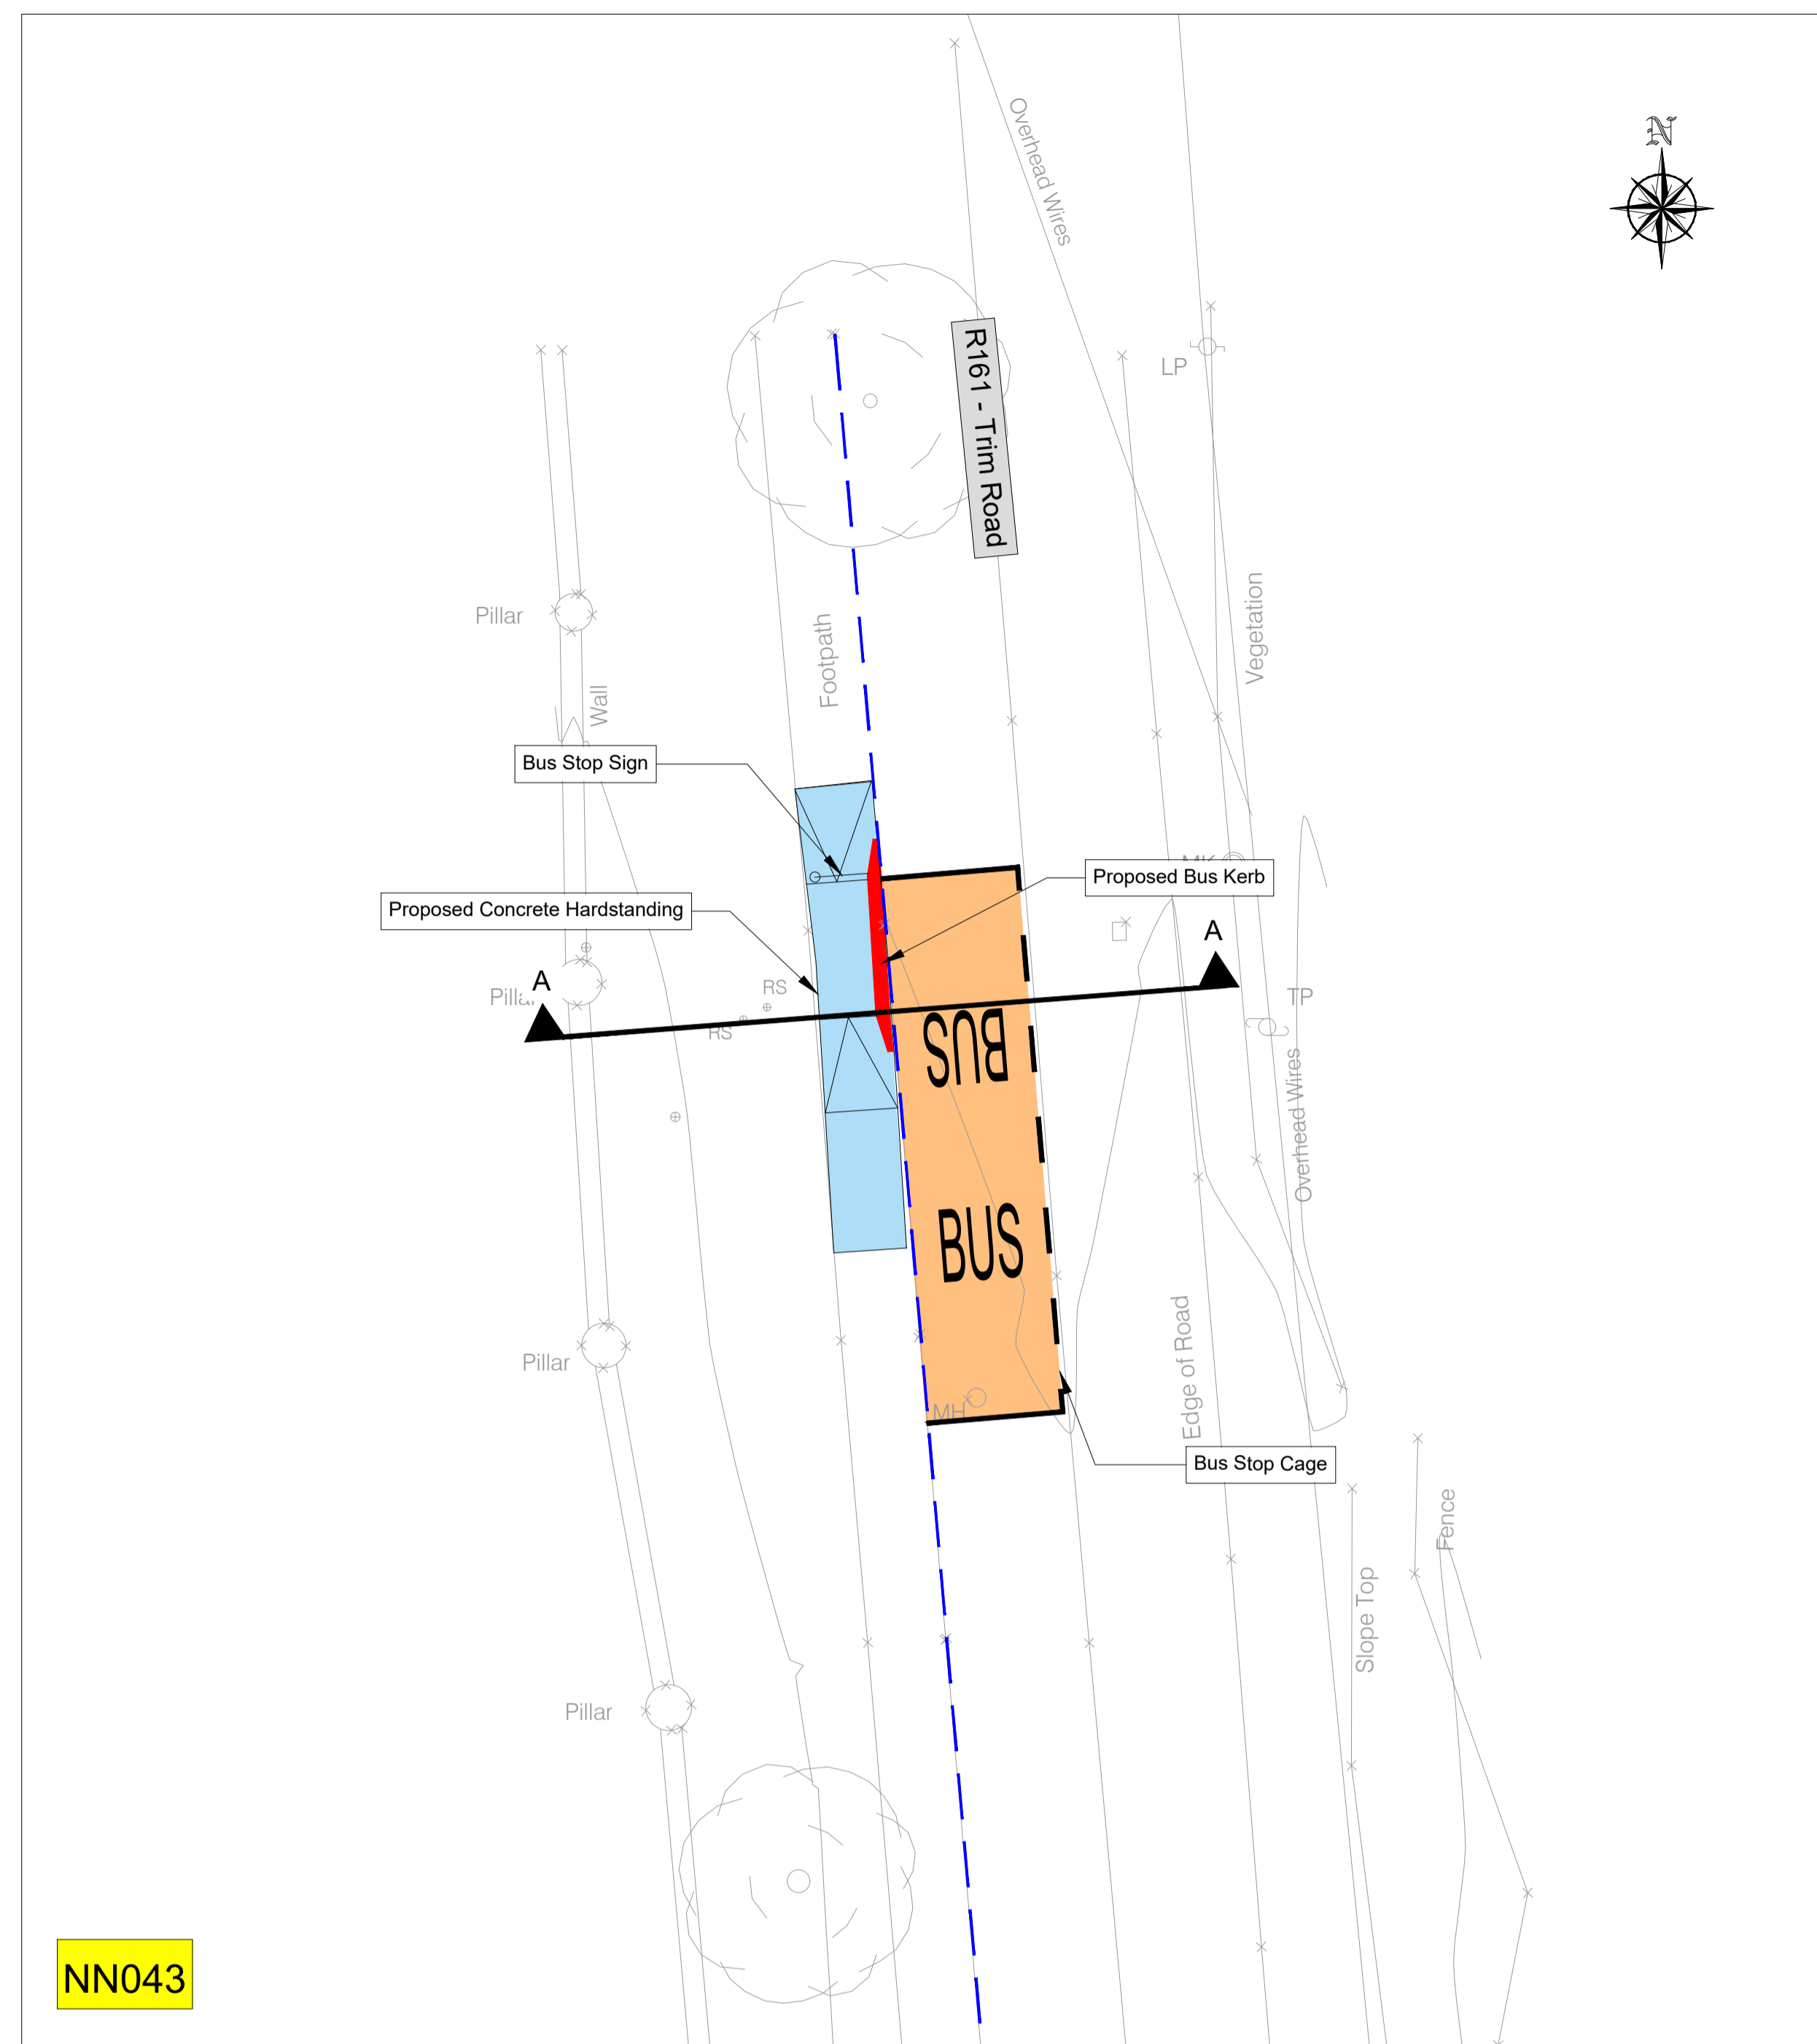 N
Overhead Wires
R161 - Trim Road
LP
Vegetation
Pillar
Footpath
Wall
Bus Stop Sign
Proposed Bus Kerb
Proposed Concrete Hardstanding
A
A
Pillar
RS
RS
TP
BUS
Overhead Wires
BUS
Edge of Road
Pillar
MH
Bus Stop Cage
Fence
Slope Top
Pillar
NN043